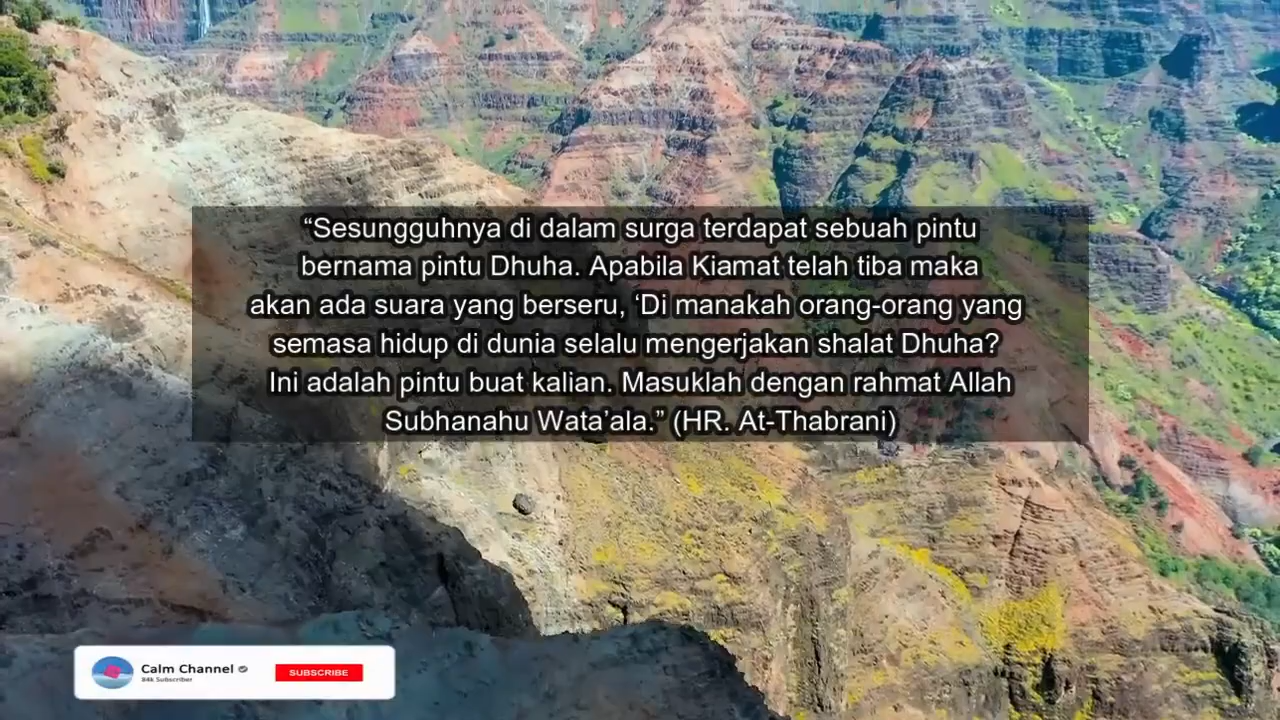 “Sesungguhnya di dalam surga terdapat sebuah pintu
bernama pintu Dhuha. Apabila Kiamat telah tiba maka
akan ada suara yang berseru, ‘Di manakah orang-orang yang
semasa hidup di dunia selalu mengerjakan shalat Dhuha?
Ini adalah pintu buat kalian. Masuklah dengan rahmat Allah
Subhanahu Wata’ala.” (HR. At-Thabrani)
Calm Channel
94k Subscriber
SUBSCRIBE